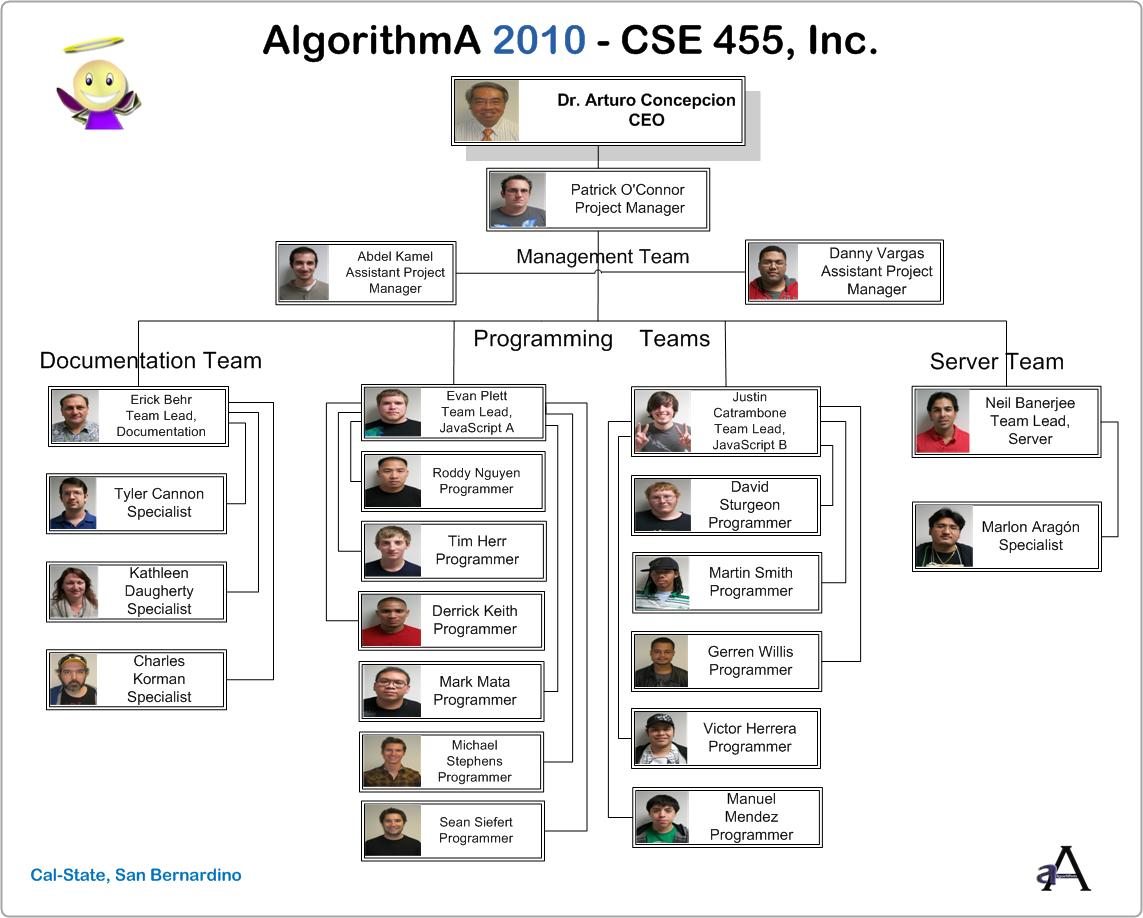 AlgorithmA 2010 - CSE 455, Inc.
Dr. Arturo Concepcion
CEO
Patrick O'Connor
Project Manager
Management Team
Abdel Kamel
Assistant Project
Manager
Danny Vargas
Assistant Project
Manager
Programming Teams
Documentation Team
Server Team
Erick Behr
Team Lead,
Documentation
Tyler Cannon
Specialist
Kathleen
Daugherty
Specialist
Charles
Korman
Specialist
Evan Plett
Team Lead,
JavaScript A
Roddy Nguyen
Programmer
Tim Herr
Programmer
Derrick Keith
Programmer
Mark Mata
Programmer
Michael
Stephens
Programmer
Sean Siefert
Programmer
Justin
Catrambone
Team Lead,
JavaScript B
David
Sturgeon
Programmer
Martin Smith
Programmer
Gerren Willis
Programmer
Victor Herrera
Programmer
Manuel
Mendez
Programmer
Neil Banerjee
Team Lead,
Server
Marlon Aragón
Specialist
Cal-State, San Bernardino